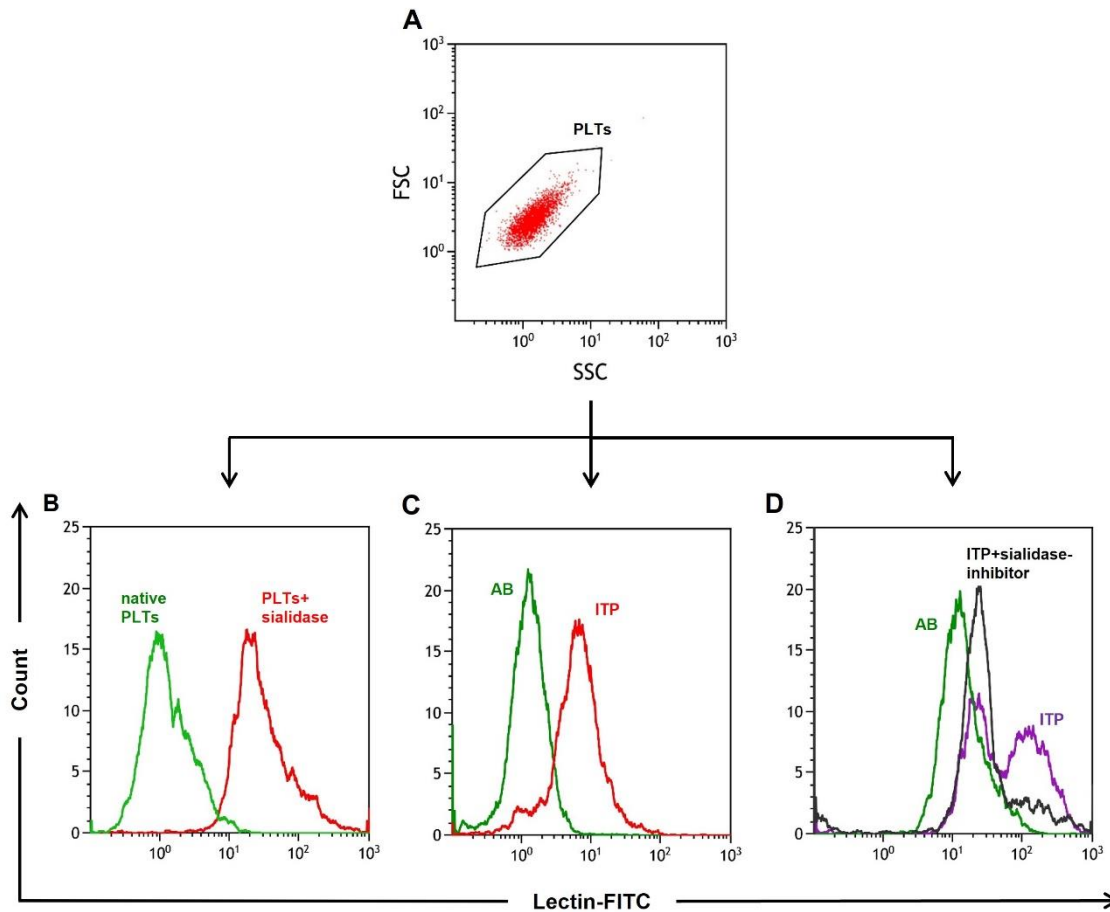 A
10³
10²
10¹
10⁰
FSC
PLTs
10⁰ 10¹ 10² 10³
SSC
B
25
20
15
10
5
0
native
PLTs
PLTs+
sialidase
10⁰ 10¹ 10² 10³
C
25
20
15
10
5
0
AB
ITP
10⁰ 10¹ 10² 10³
D
25
20
15
10
5
0
ITP+sialidase-
inhibitor
AB
ITP
10⁰ 10¹ 10² 10³
Count
Lectin-FITC